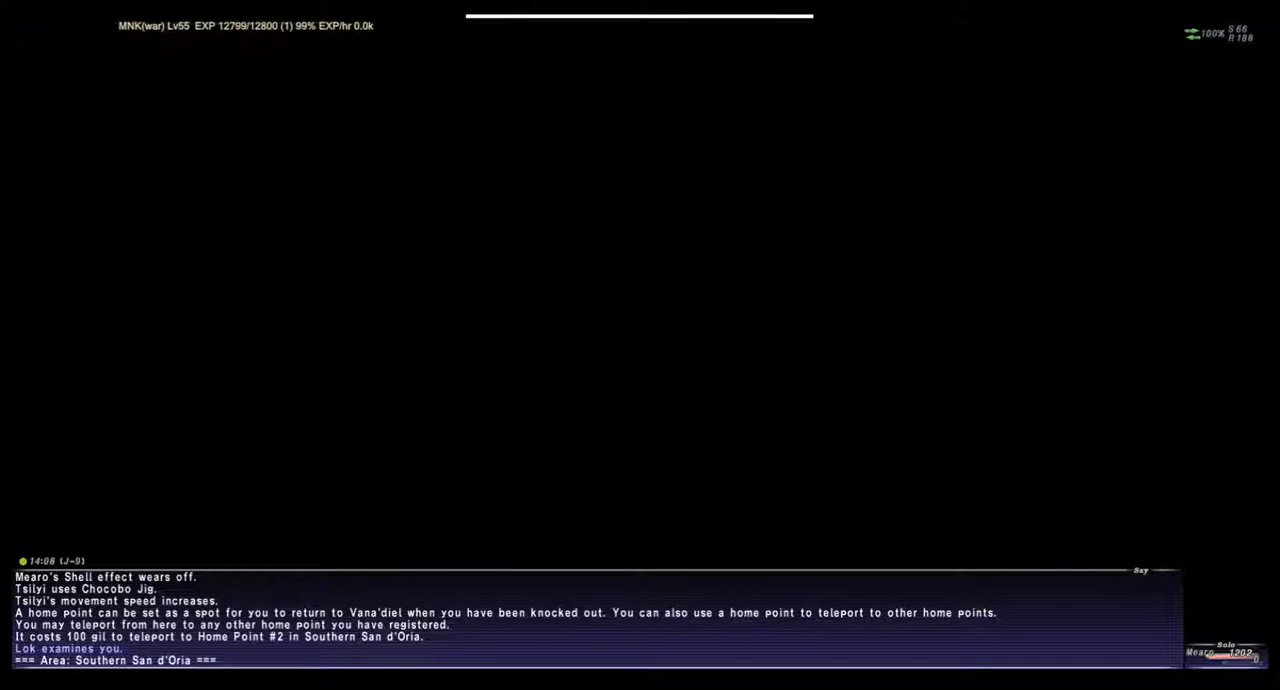 MNK(war) Lv55 EXP 12799/12800 (1) 99% EXP/hr 0.0k
100% S 66
R 188
14:08 (J-9)
Say
Mearo's Shell effect wears off.
Tsilyi uses Chocobo Jig.
Tsilyi's movement speed increases.
A home point can be set as a spot for you to return to Vana'diel when you have been knocked out. You can also use a home point to teleport to other home points.
You may teleport from here to any other home point you have registered.
It costs 100 gil to teleport to Home Point #2 in Southern San d'Oria.
Lok examines you.
=== Area: Southern San d'Oria ===
Solo
Mearo 1202
0